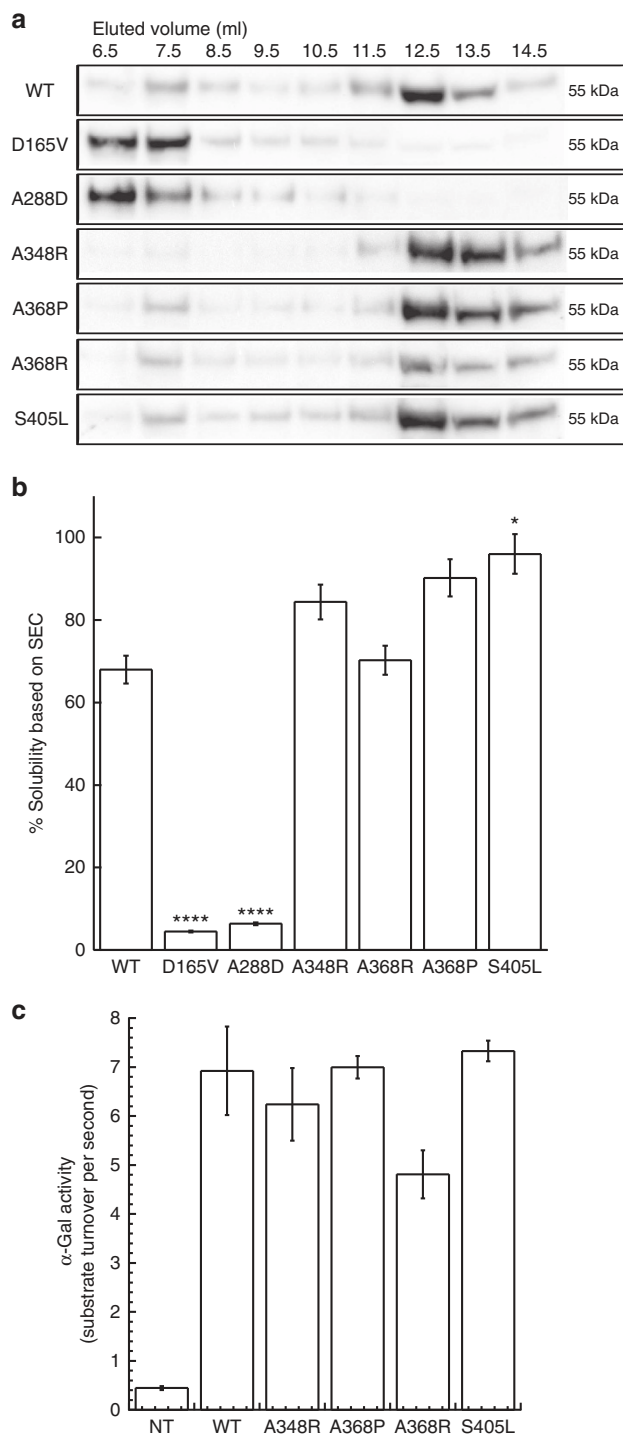 a
Eluted volume (ml)
6.5 7.5 8.5 9.5 10.5 11.5 12.5 13.5 14.5
WT 55 kDa
D165V 55 kDa
A288D 55 kDa
A348R 55 kDa
A368P 55 kDa
A368R 55 kDa
S405L 55 kDa
b
% Solubility based on SEC
100
80
60
40
20
0
**** **** *
WT D165V A288D A348R A368R A368P S405L
c
α-Gal activity
(substrate turnover per second)
8
7
6
5
4
3
2
1
0
NT WT A348R A368P A368R S405L